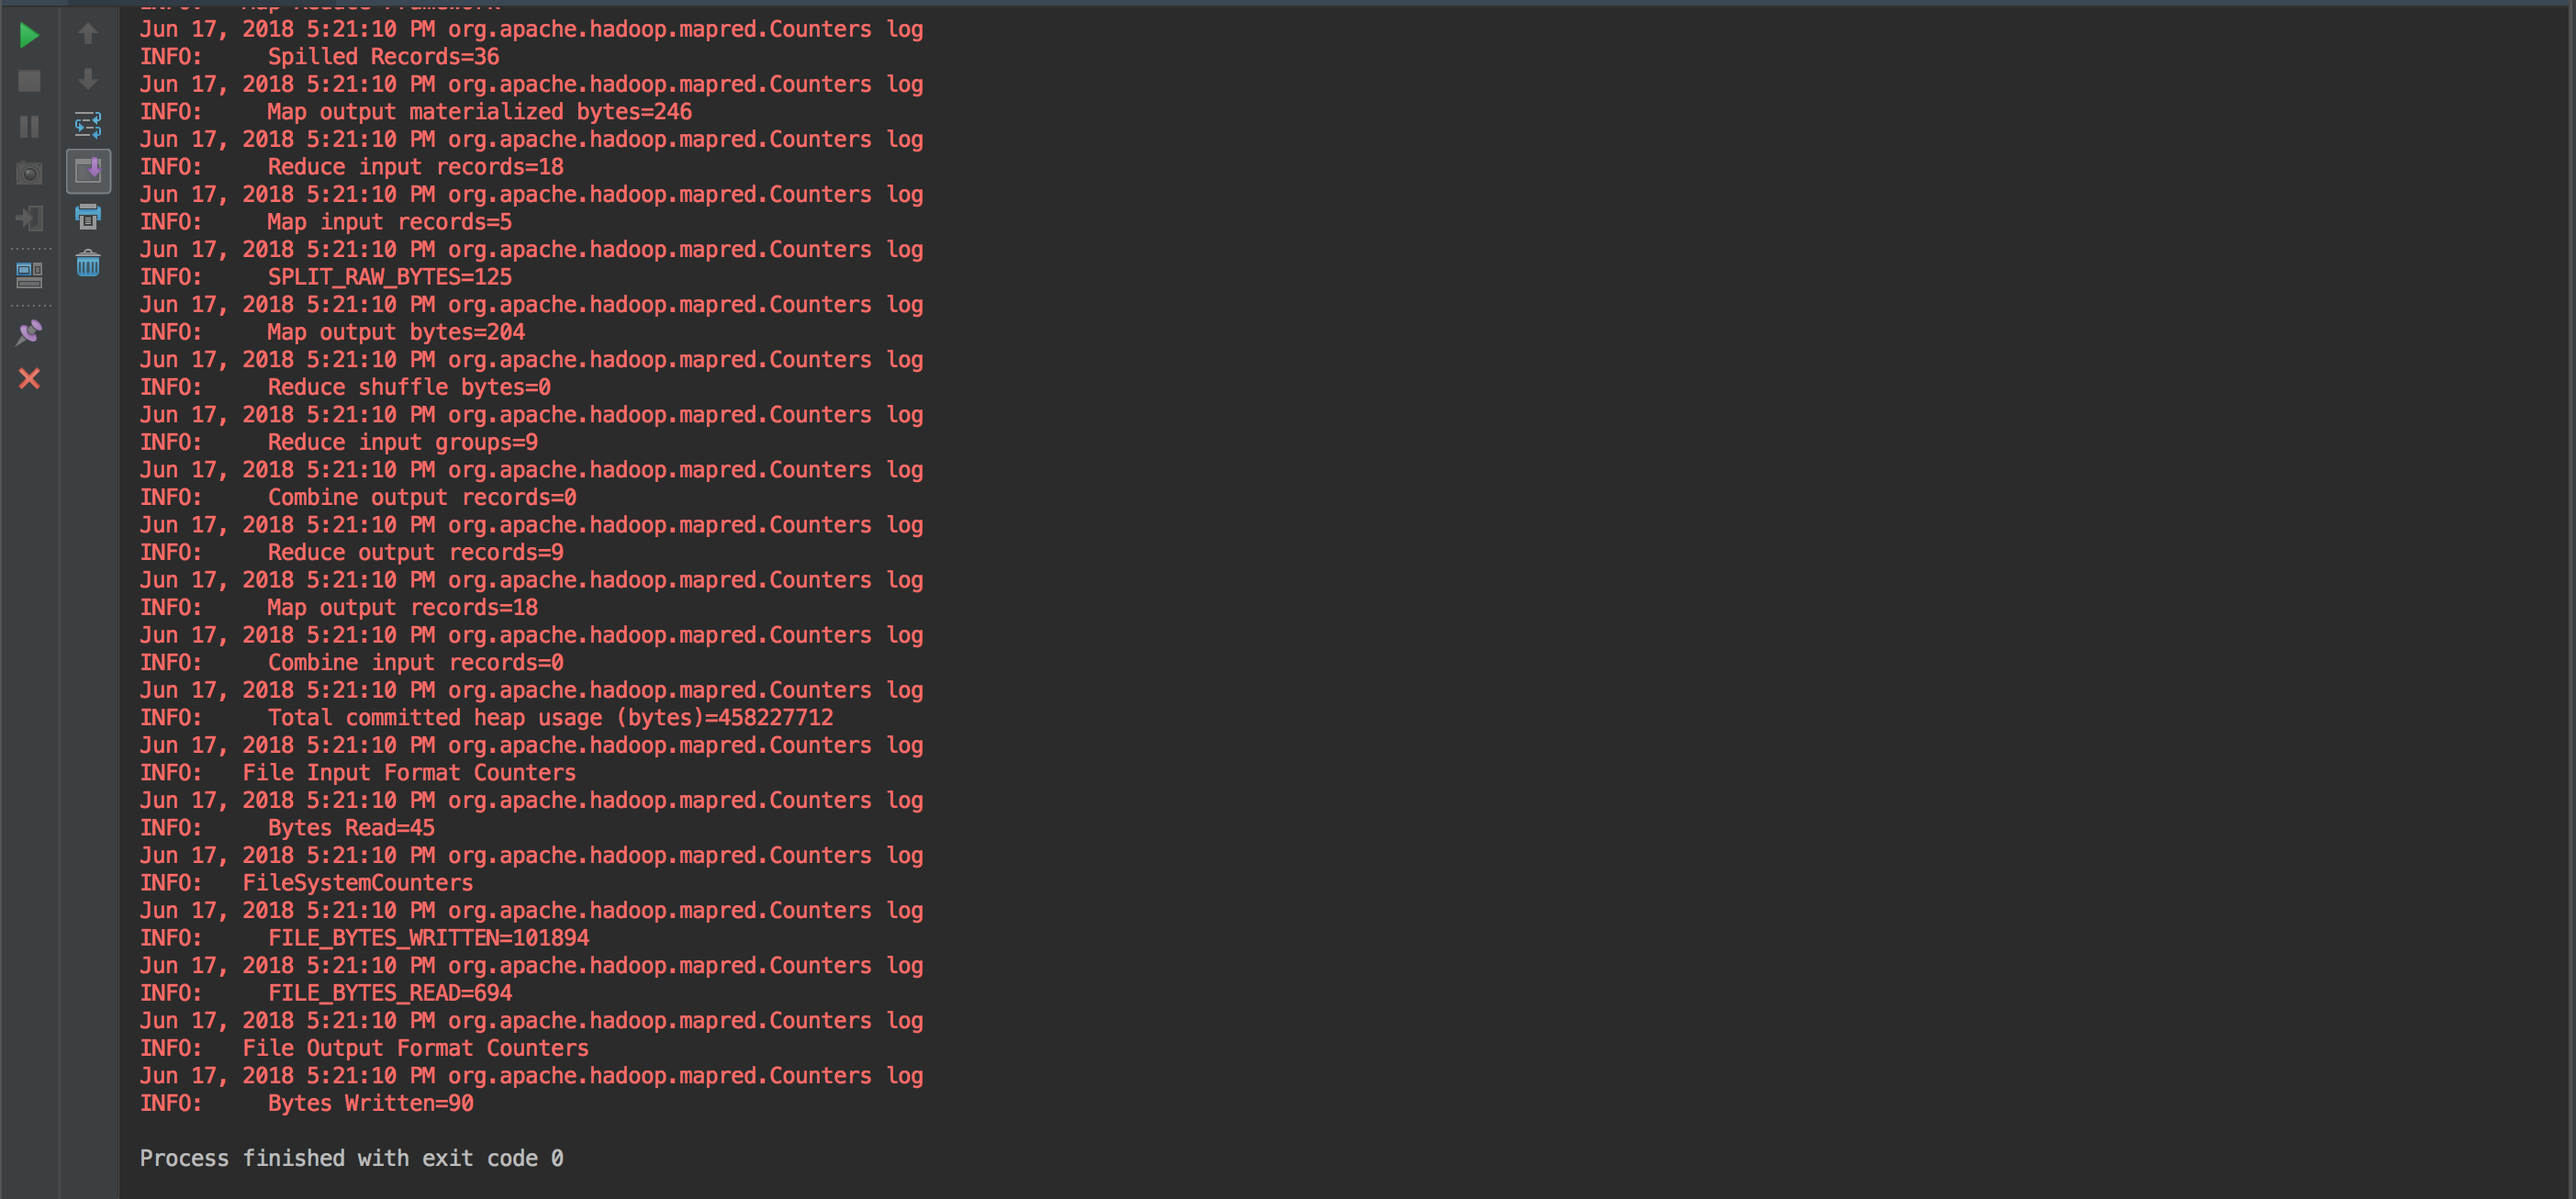 Jun 17, 2018 5:21:10 PM org.apache.hadoop.mapred.Counters log
INFO:     Spilled Records=36
Jun 17, 2018 5:21:10 PM org.apache.hadoop.mapred.Counters log
INFO:     Map output materialized bytes=246
Jun 17, 2018 5:21:10 PM org.apache.hadoop.mapred.Counters log
INFO:     Reduce input records=18
Jun 17, 2018 5:21:10 PM org.apache.hadoop.mapred.Counters log
INFO:     Map input records=5
Jun 17, 2018 5:21:10 PM org.apache.hadoop.mapred.Counters log
INFO:     SPLIT_RAW_BYTES=125
Jun 17, 2018 5:21:10 PM org.apache.hadoop.mapred.Counters log
INFO:     Map output bytes=204
Jun 17, 2018 5:21:10 PM org.apache.hadoop.mapred.Counters log
INFO:     Reduce shuffle bytes=0
Jun 17, 2018 5:21:10 PM org.apache.hadoop.mapred.Counters log
INFO:     Reduce input groups=9
Jun 17, 2018 5:21:10 PM org.apache.hadoop.mapred.Counters log
INFO:     Combine output records=0
Jun 17, 2018 5:21:10 PM org.apache.hadoop.mapred.Counters log
INFO:     Reduce output records=9
Jun 17, 2018 5:21:10 PM org.apache.hadoop.mapred.Counters log
INFO:     Map output records=18
Jun 17, 2018 5:21:10 PM org.apache.hadoop.mapred.Counters log
INFO:     Combine input records=0
Jun 17, 2018 5:21:10 PM org.apache.hadoop.mapred.Counters log
INFO:     Total committed heap usage (bytes)=458227712
Jun 17, 2018 5:21:10 PM org.apache.hadoop.mapred.Counters log
INFO:   File Input Format Counters
Jun 17, 2018 5:21:10 PM org.apache.hadoop.mapred.Counters log
INFO:     Bytes Read=45
Jun 17, 2018 5:21:10 PM org.apache.hadoop.mapred.Counters log
INFO:   FileSystemCounters
Jun 17, 2018 5:21:10 PM org.apache.hadoop.mapred.Counters log
INFO:     FILE_BYTES_WRITTEN=101894
Jun 17, 2018 5:21:10 PM org.apache.hadoop.mapred.Counters log
INFO:     FILE_BYTES_READ=694
Jun 17, 2018 5:21:10 PM org.apache.hadoop.mapred.Counters log
INFO:   File Output Format Counters
Jun 17, 2018 5:21:10 PM org.apache.hadoop.mapred.Counters log
INFO:     Bytes Written=90
Process finished with exit code 0